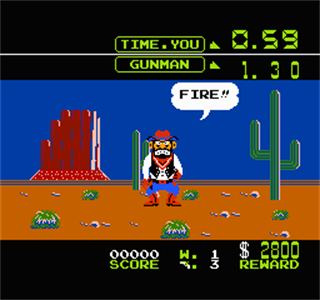 TIME.YOU 0.59
GUNMAN 1.30
FIRE!!
00000 W. 1 $ 2800
SCORE . 3 REWARD